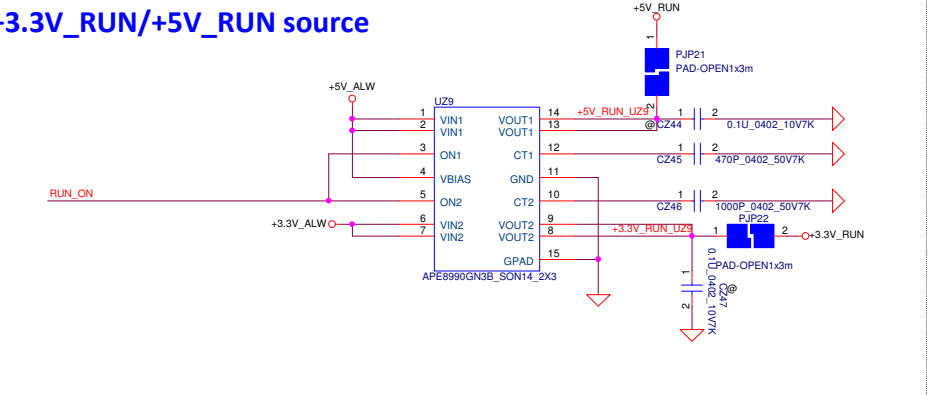 +3.3V_RUN/+5V_RUN source
+5V_RUN
1
PJP21
PAD-OPEN1x3m
2
+5V_ALW
UZ9
1 VIN1 VOUT1 14 +5V_RUN_UZ9
2 VIN1 VOUT1 13
@CZ44 1 2 0.1U_0402_10V7K
3 ON1 CT1 12
CZ45 1 2 470P_0402_50V7K
4 VBIAS GND 11
RUN_ON
5 ON2 CT2 10
CZ46 1 2 1000P_0402_50V7K
+3.3V_ALW
6 VIN2 VOUT2 9
7 VIN2 VOUT2 8 +3.3V_RUN_UZ9
PJP22
1 2 +3.3V_RUN
PAD-OPEN1x3m
GPAD 15
APE8990GN3B_SON14_2X3
1
2
0.1U_0402_10V7K
CZ47
@